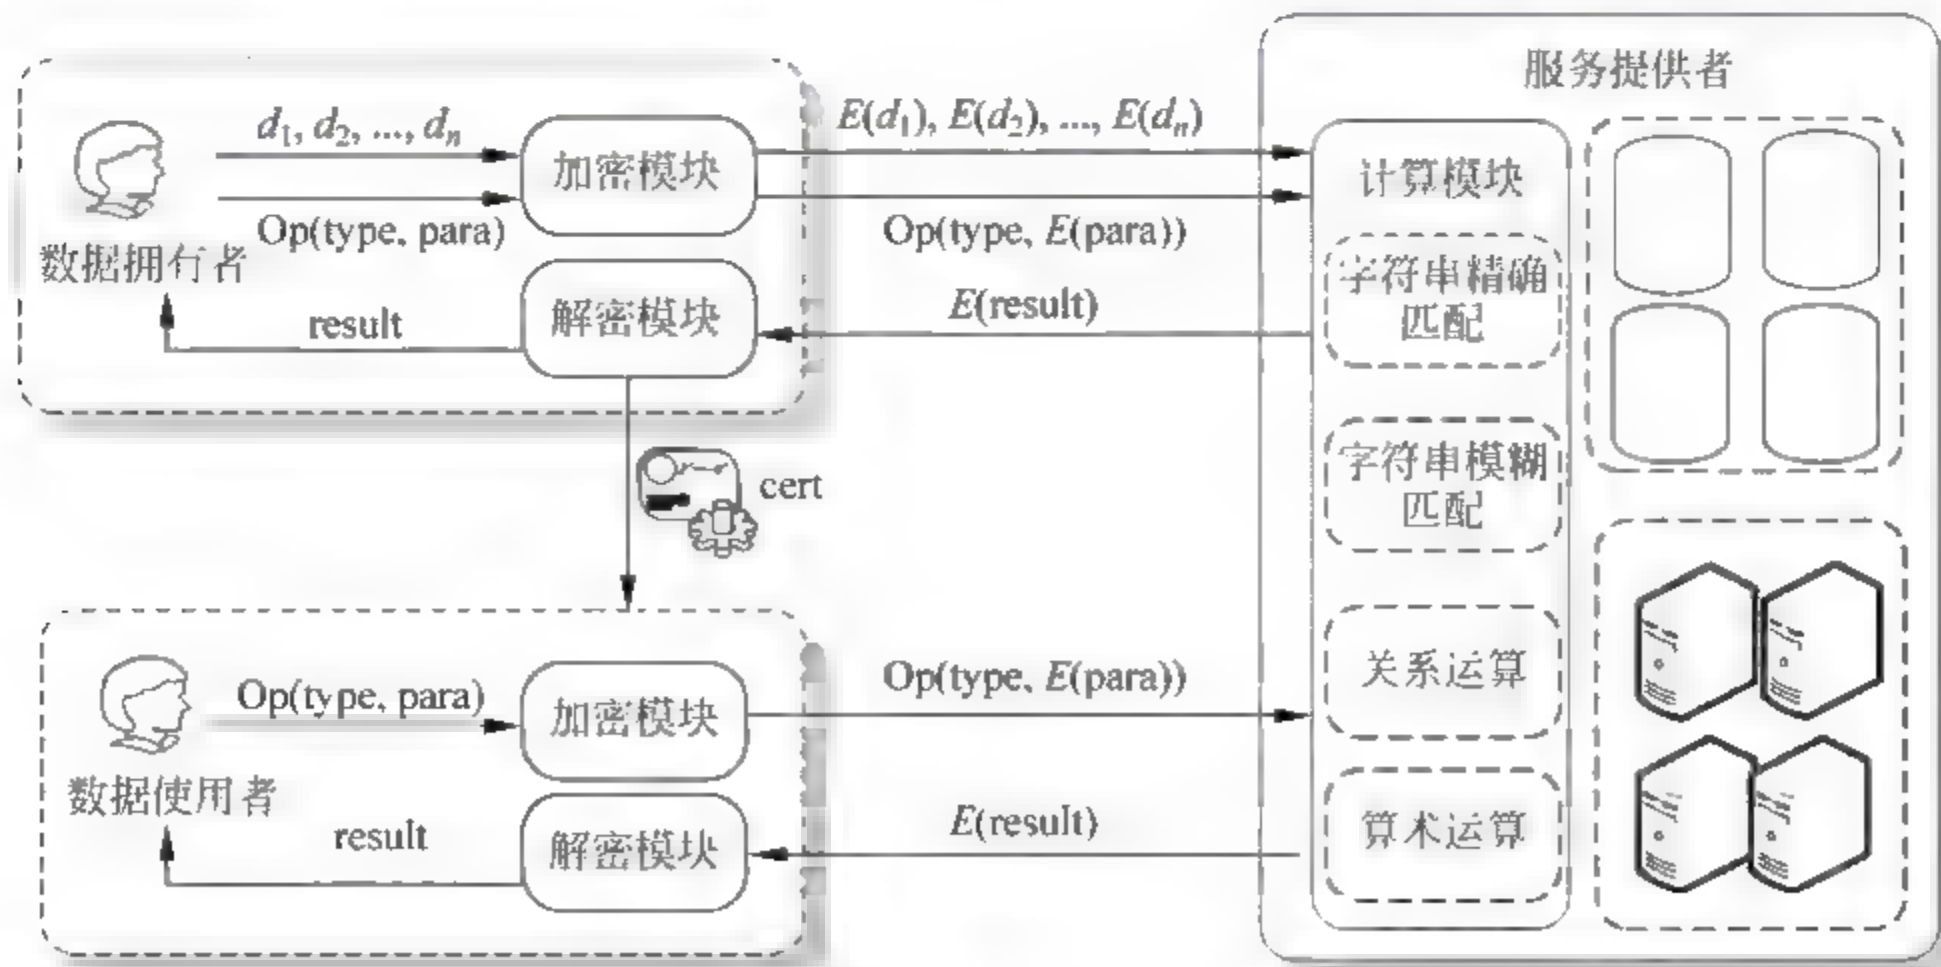 服务提供者
d₁, d₂, ..., dₙ
加密模块
E(d₁), E(d₂), ..., E(dₙ)
计算模块
Op(type, para)
Op(type, E(para))
数据拥有者
字符串精确
匹配
result
解密模块
E(result)
字符串模糊
匹配
cert
Op(type, para)
加密模块
Op(type, E(para))
关系运算
数据使用者
result
解密模块
E(result)
算术运算